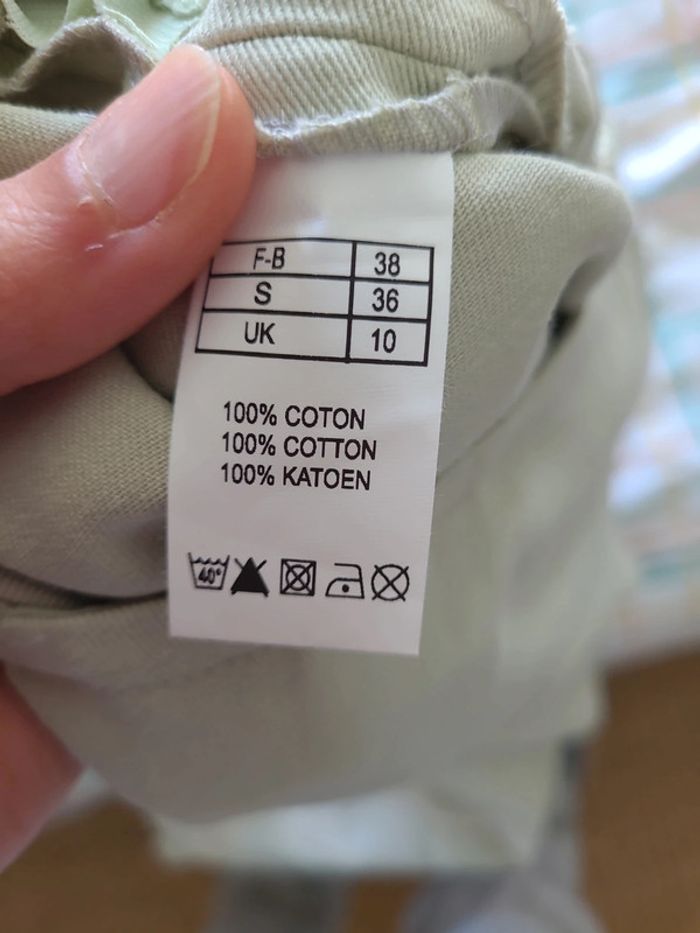 F-B 38
S 36
UK 10
100% COTON
100% COTTON
100% KATOEN
40°